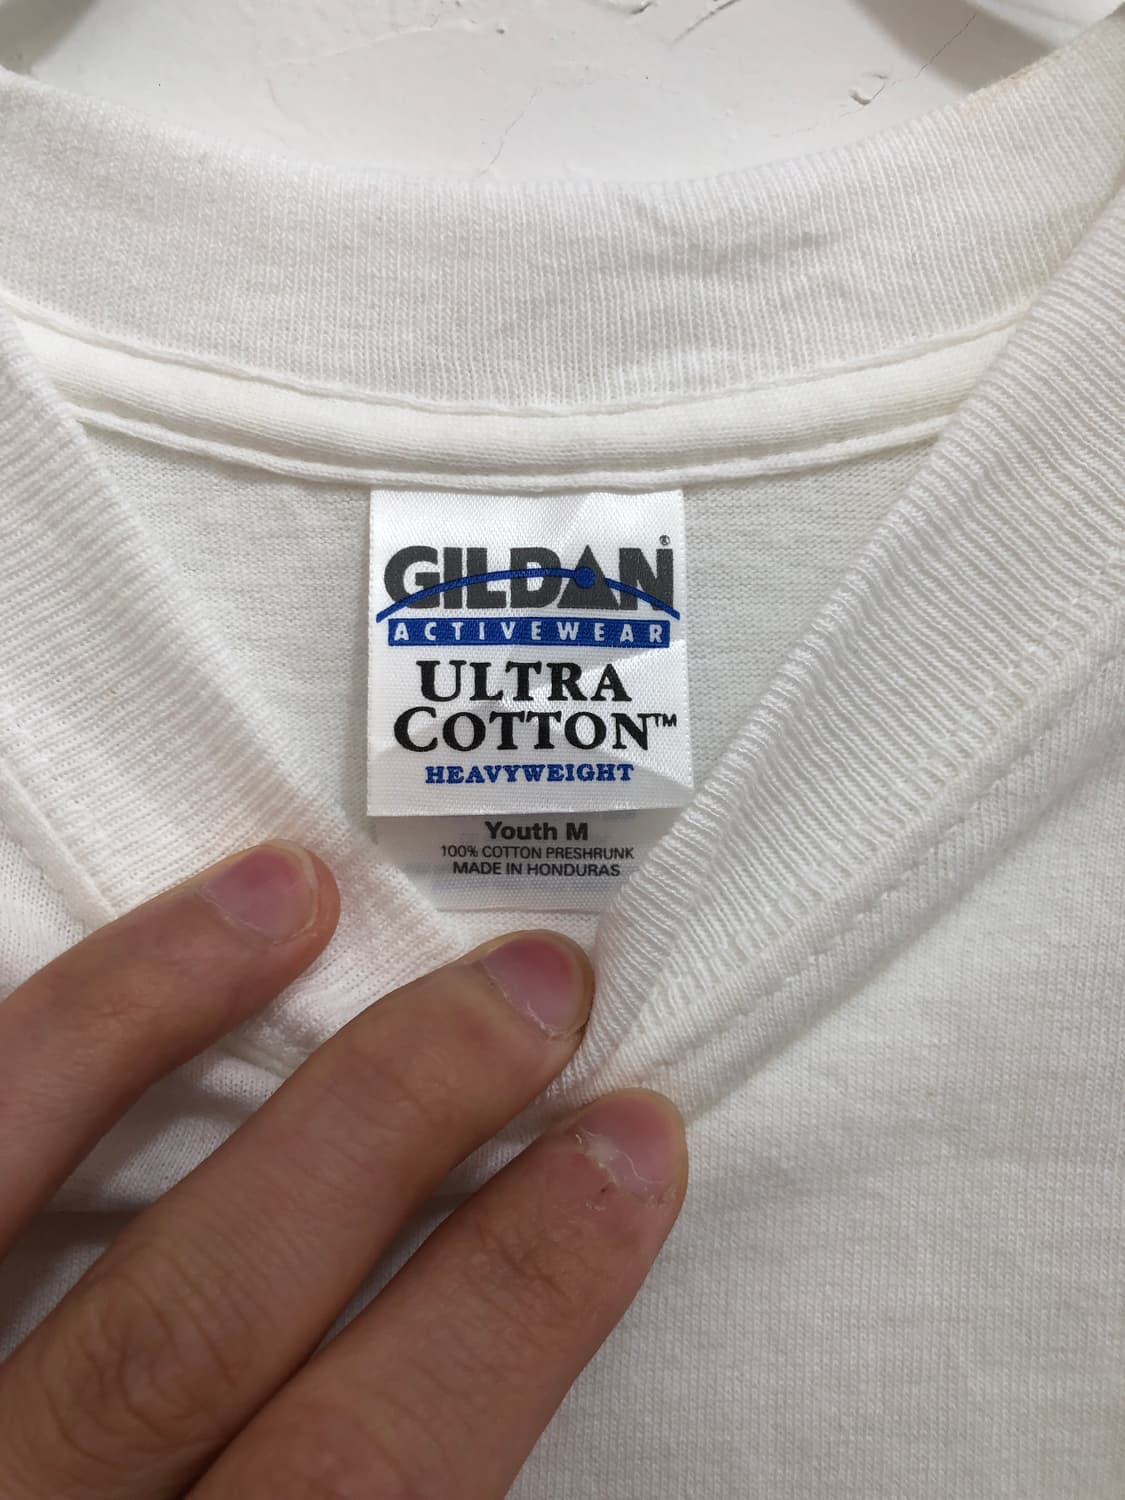 GILDAN®
ACTIVEWEAR
ULTRA
COTTON™
HEAVYWEIGHT
Youth M
100% COTTON PRESHRUNK
MADE IN HONDURAS